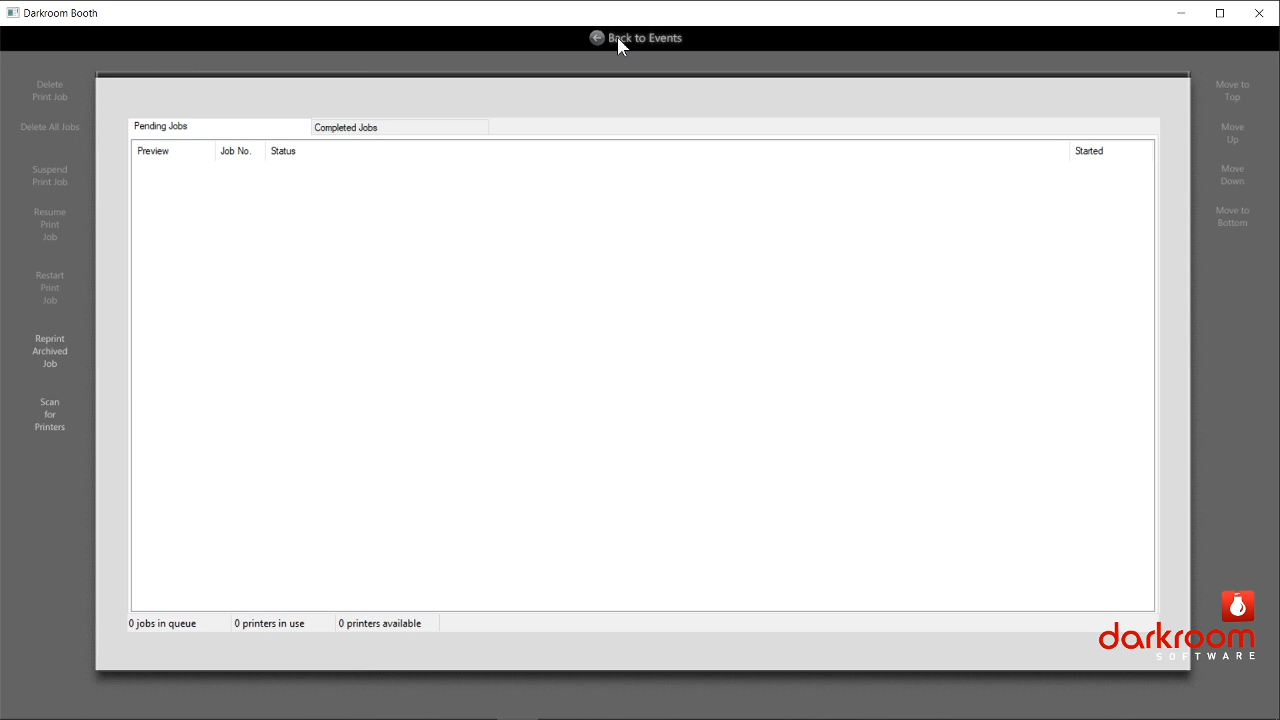 Darkroom Booth
Back to Events
Delete
Print Job
Delete All Jobs
Suspend
Print Job
Resume
Print
Job
Restart
Print
Job
Reprint
Archived
Job
Scan
for
Printers
Pending Jobs
Completed Jobs
Preview
Job No.
Status
Started
0 jobs in queue
0 printers in use
0 printers available
Move to
Top
Move
Up
Move
Down
Move to
Bottom
darkroom
SOFTWARE